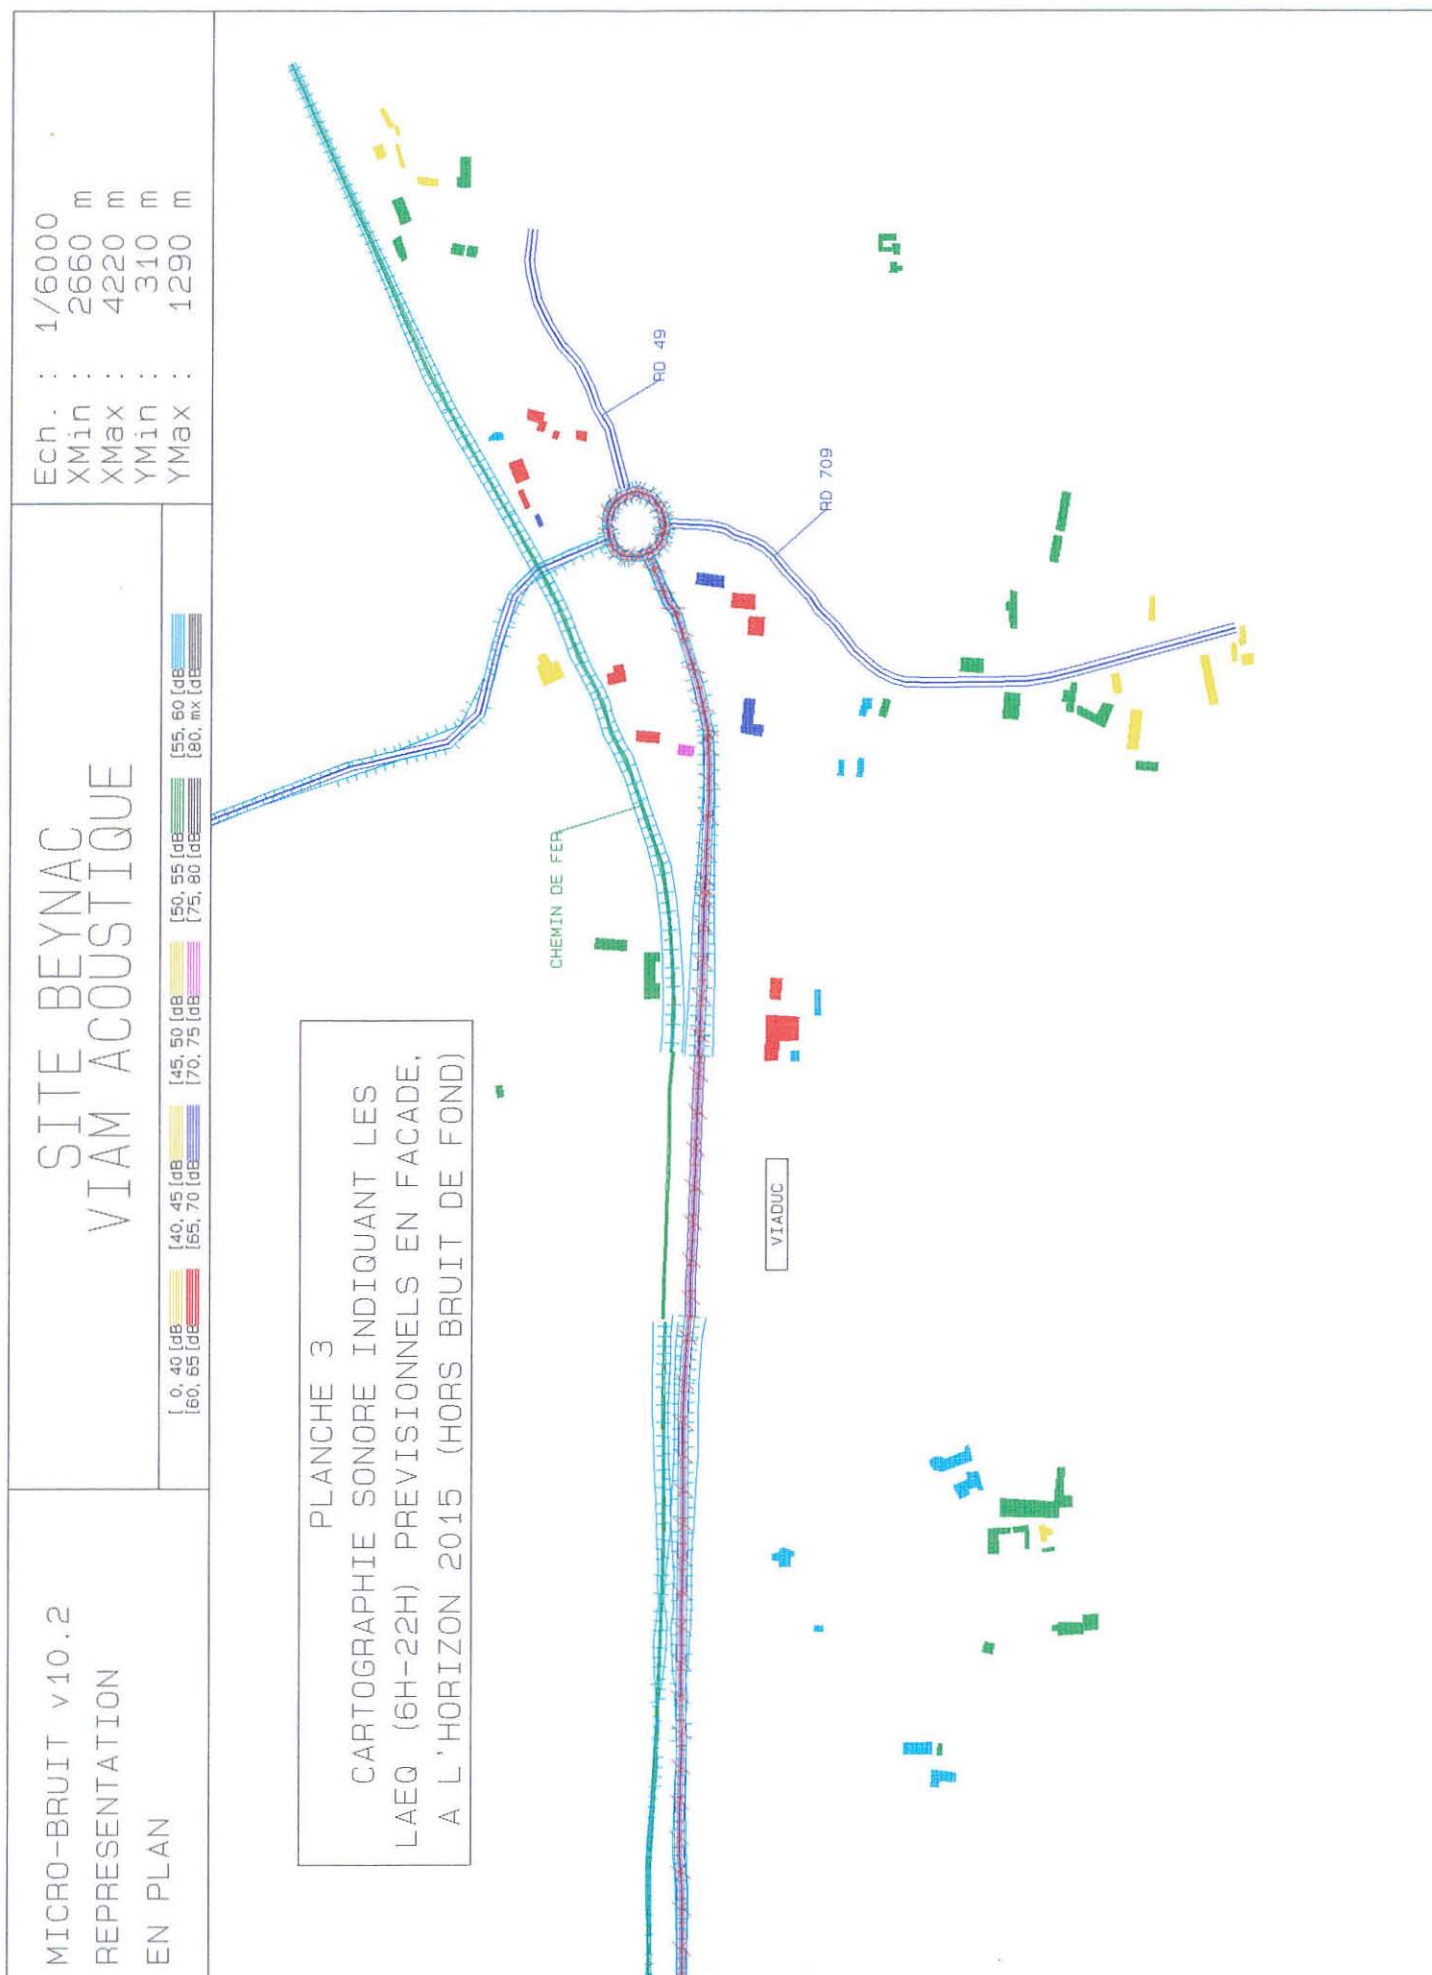 MICRO-BRUIT v10.2
REPRESENTATION
EN PLAN
SITE BEYNAC
VIAM ACOUSTIQUE
[ 0, 40 [dB [40, 45 [dB [45, 50 [dB [50, 55 [dB [55, 60 [dB
[60, 65 [dB [65, 70 [dB [70, 75 [dB [75, 80 [dB [80, mx [dB
Ech. : 1/6000
XMin : 2660 m
XMax : 4220 m
YMin : 310 m
YMax : 1290 m
PLANCHE 3
CARTOGRAPHIE SONORE INDIQUANT LES
LAEQ (6H-22H) PREVISIONNELS EN FACADE,
A L'HORIZON 2015 (HORS BRUIT DE FOND)
CHEMIN DE FER
RD 49
RD 709
VIADUC